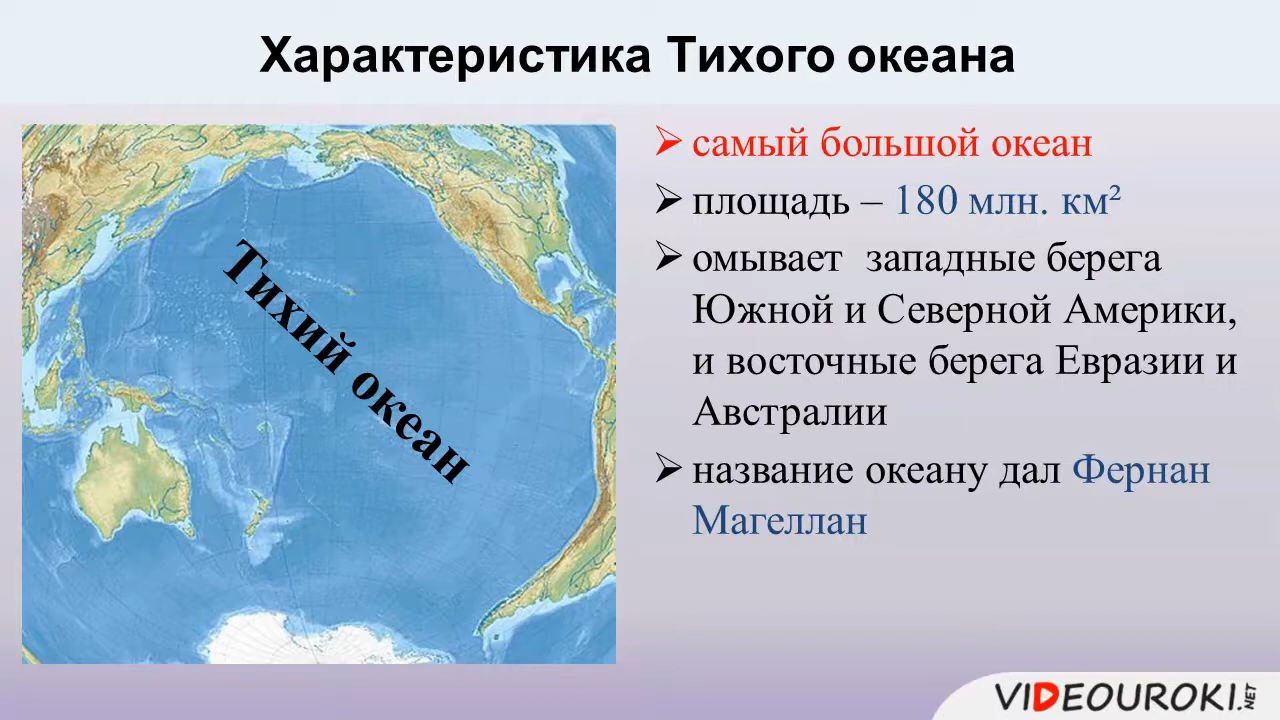 Характеристика Тихого океана
Тихий океан
➢ самый большой океан
➢ площадь – 180 млн. км²
➢ омывает западные берега
Южной и Северной Америки,
и восточные берега Евразии и
Австралии
➢ название океану дал Фернан
Магеллан
VIDEOUROKI.NET